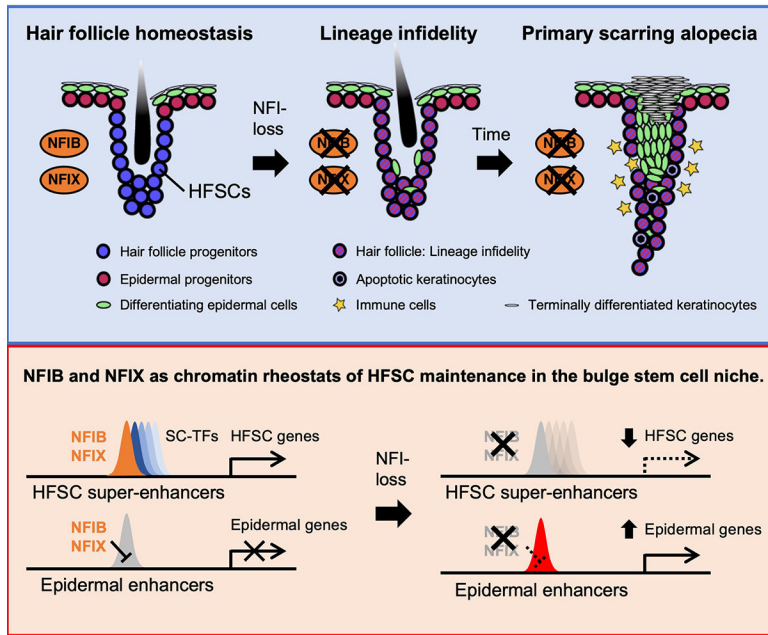 Hair follicle homeostasis
Lineage infidelity
Primary scarring alopecia
NFIB
NFIX
HFSCs
NFI-
loss
NFIB
NFIX
Time
NFIB
NFIX
Hair follicle progenitors
Epidermal progenitors
Differentiating epidermal cells
Hair follicle: Lineage infidelity
Apoptotic keratinocytes
Immune cells
Terminally differentiated keratinocytes
NFIB and NFIX as chromatin rheostats of HFSC maintenance in the bulge stem cell niche.
NFIB
NFIX
SC-TFs
HFSC genes
HFSC super-enhancers
NFIB
NFIX
Epidermal genes
Epidermal enhancers
NFI-
loss
NFIB
NFIX
HFSC genes
HFSC super-enhancers
NFIB
NFIX
Epidermal genes
Epidermal enhancers